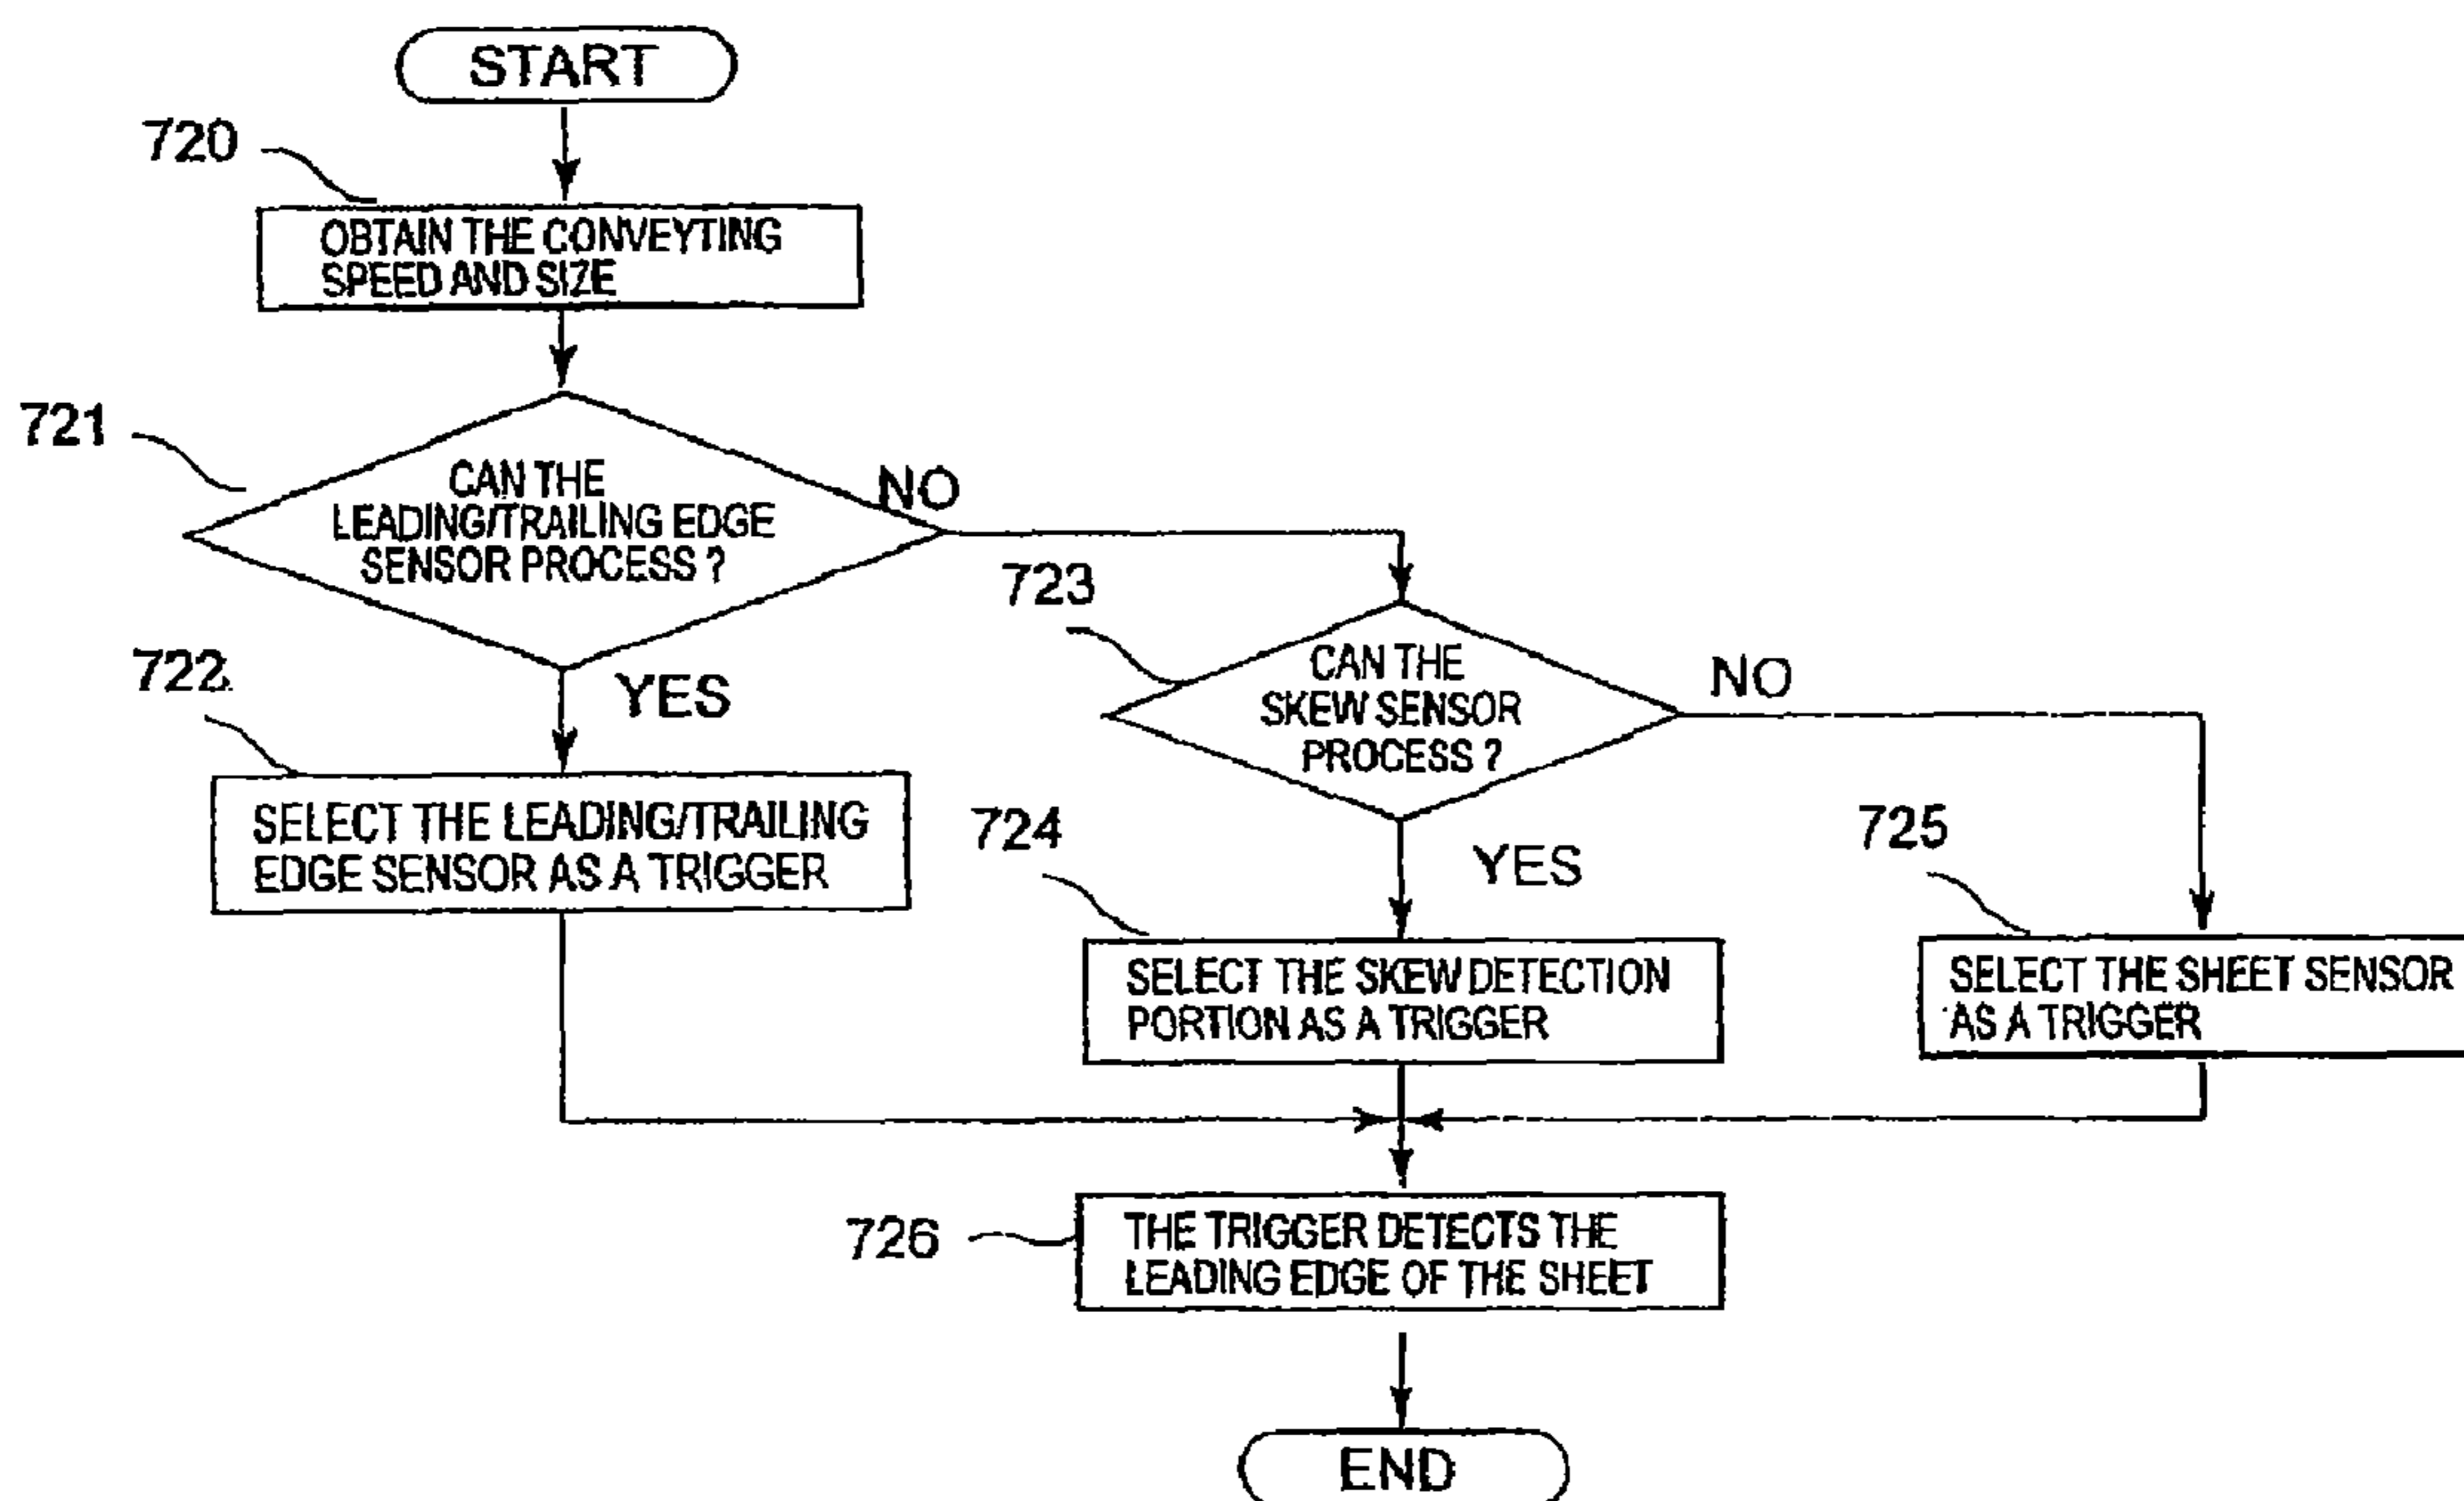 START
720
OBTAIN THE CONVEYTING
SPEED AND SIZE
721
CAN THE
LEADING/TRAILING EDGE
SENSOR PROCESS ?
NO
722
YES
SELECT THE LEADING/TRAILING
EDGE SENSOR AS A TRIGGER
723
CAN THE
SKEW SENSOR
PROCESS ?
NO
724
YES
SELECT THE SKEW DETECTION
PORTION AS A TRIGGER
725
SELECT THE SHEET SENSOR
AS A TRIGGER
726
THE TRIGGER DETECTS THE
LEADING EDGE OF THE SHEET
END